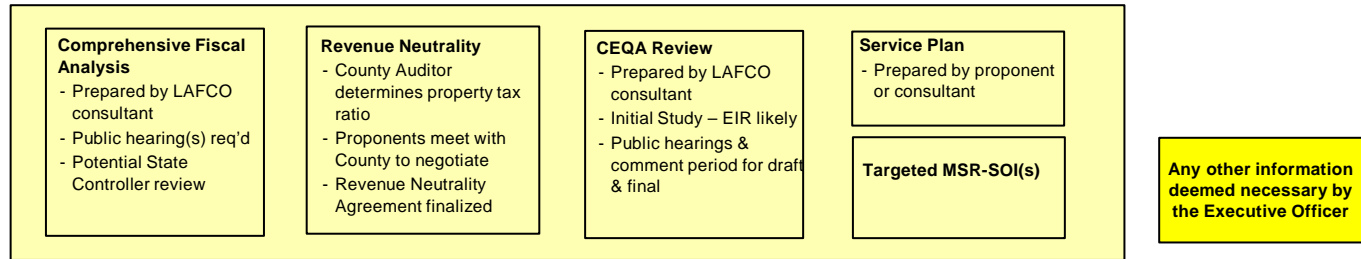 Comprehensive Fiscal
Analysis
- Prepared by LAFCO
consultant
- Public hearing(s) req'd
- Potential State
Controller review
Revenue Neutrality
- County Auditor
determines property tax
ratio
- Proponents meet with
County to negotiate
- Revenue Neutrality
Agreement finalized
CEQA Review
- Prepared by LAFCO
consultant
- Initial Study – EIR likely
- Public hearings &
comment period for draft
& final
Service Plan
- Prepared by proponent
or consultant
Targeted MSR-SOI(s)
Any other information
deemed necessary by
the Executive Officer